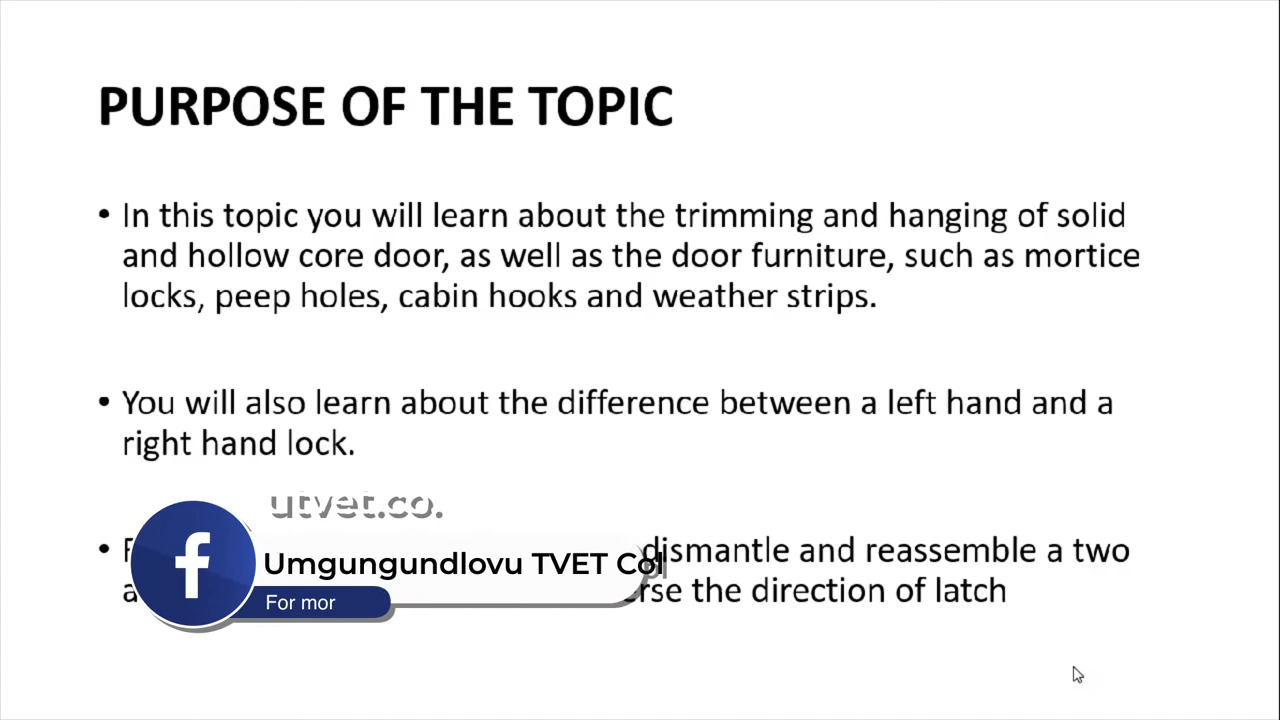 PURPOSE OF THE TOPIC
• In this topic you will learn about the trimming and hanging of solid
and hollow core door, as well as the door furniture, such as mortice
locks, peep holes, cabin hooks and weather strips.
• You will also learn about the difference between a left hand and a
right hand lock.
utvet.co.
• dismantle and reassemble a two
Umgungundlovu TVET Col
the direction of latch
For mor